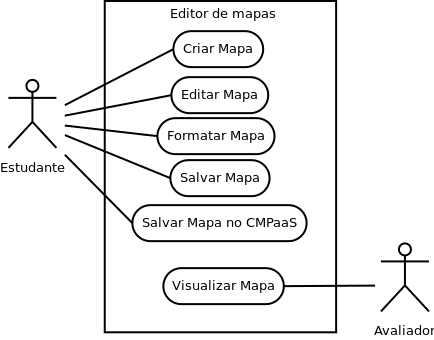 Editor de mapas
Criar Mapa
Editar Mapa
Formatar Mapa
Estudante
Salvar Mapa
Salvar Mapa no CMPaaS
Visualizar Mapa
Avaliador